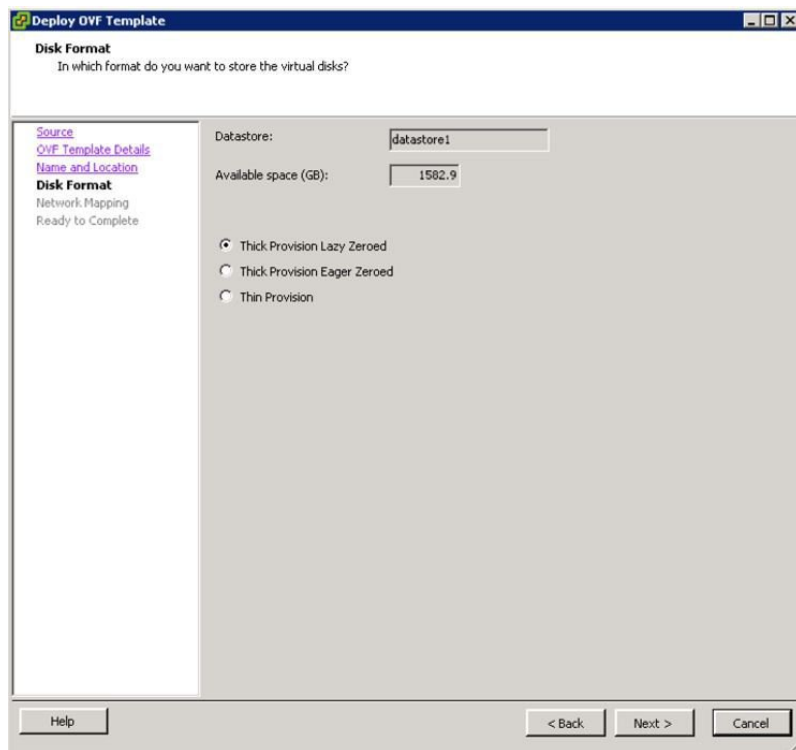 Deploy OVF Template
Disk Format
In which format do you want to store the virtual disks?
Source
OVF Template Details
Name and Location
Disk Format
Network Mapping
Ready to Complete
Datastore:
datastore1
Available space (GB):
1582.9
Thick Provision Lazy Zeroed
Thick Provision Eager Zeroed
Thin Provision
Help
< Back
Next >
Cancel